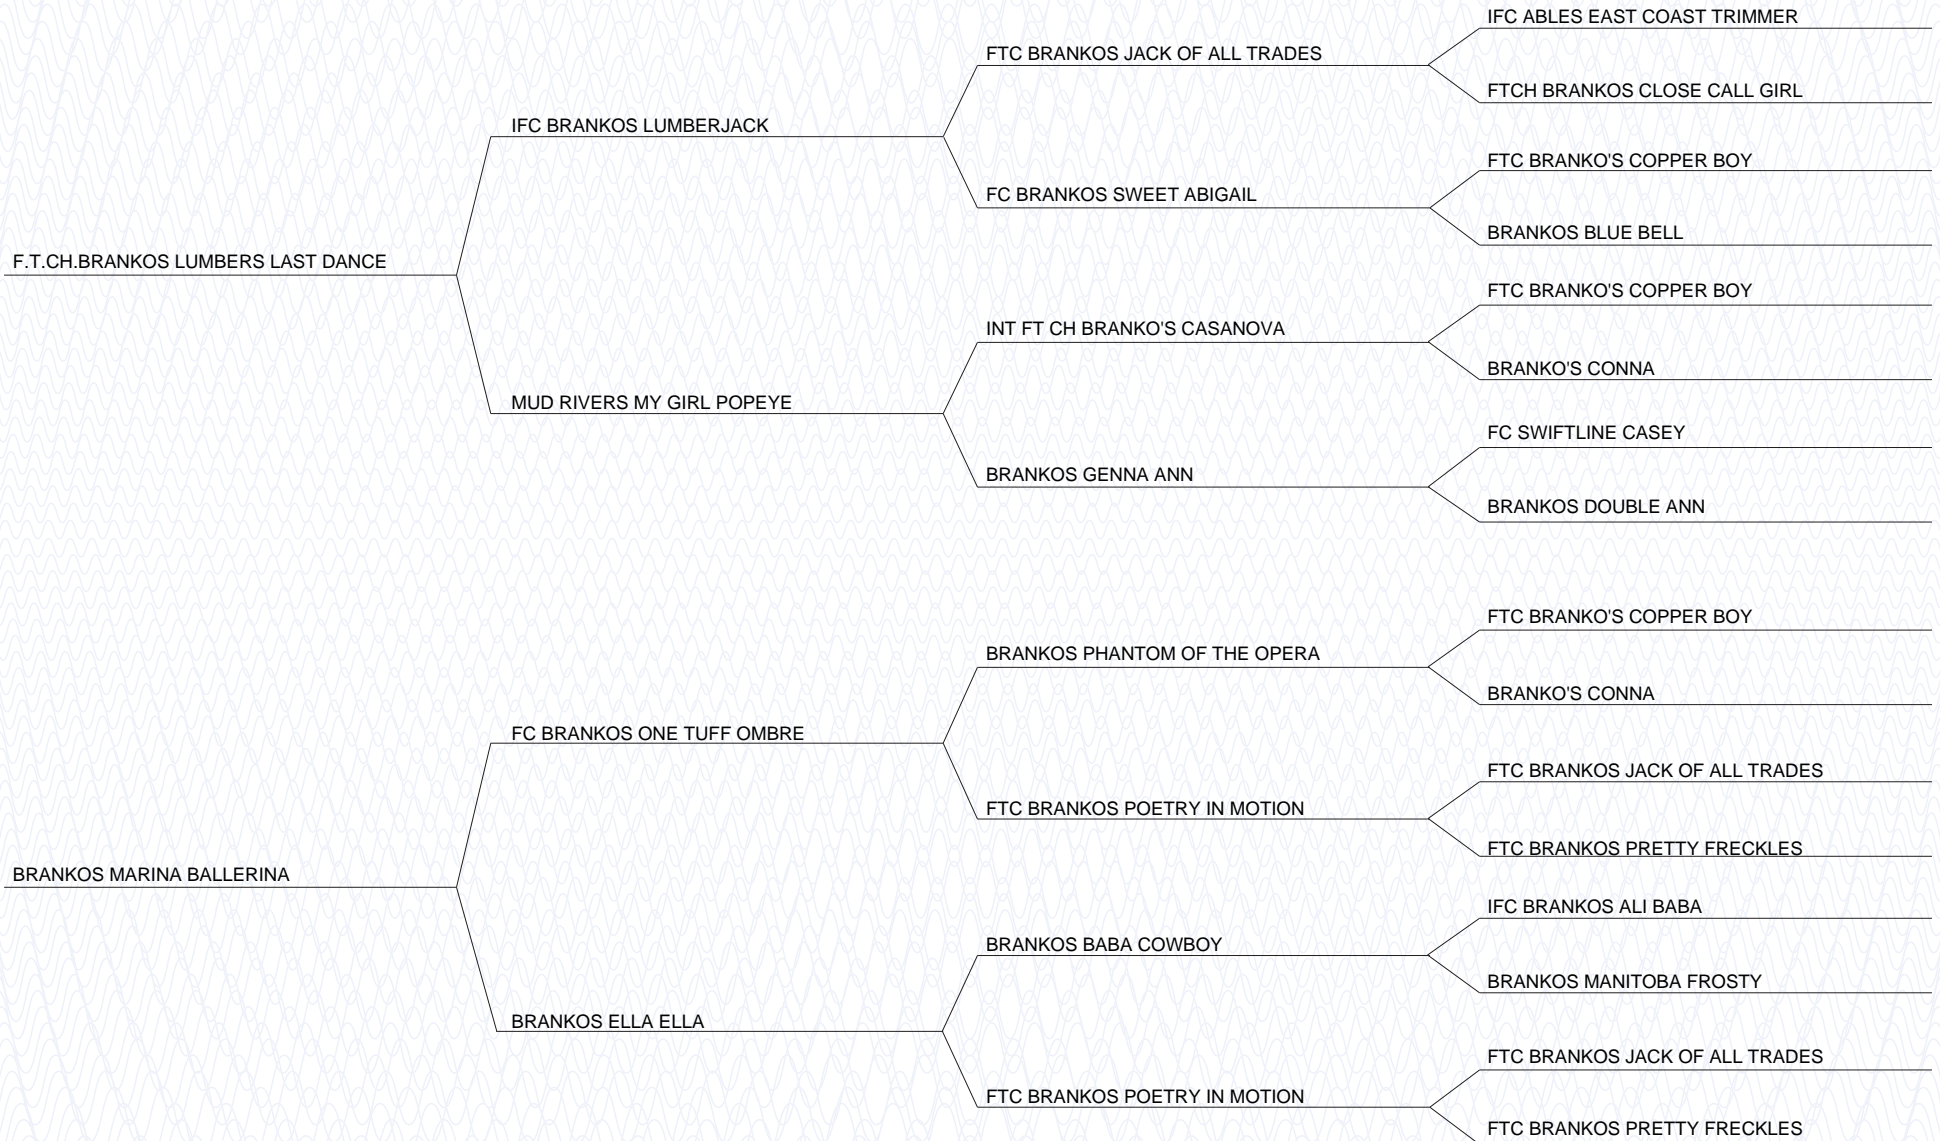 IFC ABLES EAST COAST TRIMMER
FTC BRANKOS JACK OF ALL TRADES
FTCH BRANKOS CLOSE CALL GIRL
IFC BRANKOS LUMBERJACK
FTC BRANKO'S COPPER BOY
FC BRANKOS SWEET ABIGAIL
BRANKOS BLUE BELL
F.T.CH.BRANKOS LUMBERS LAST DANCE
FTC BRANKO'S COPPER BOY
INT FT CH BRANKO'S CASANOVA
BRANKO'S CONNA
MUD RIVERS MY GIRL POPEYE
FC SWIFTLINE CASEY
BRANKOS GENNA ANN
BRANKOS DOUBLE ANN
FTC BRANKO'S COPPER BOY
BRANKOS PHANTOM OF THE OPERA
BRANKO'S CONNA
FC BRANKOS ONE TUFF OMBRE
FTC BRANKOS JACK OF ALL TRADES
FTC BRANKOS POETRY IN MOTION
FTC BRANKOS PRETTY FRECKLES
BRANKOS MARINA BALLERINA
IFC BRANKOS ALI BABA
BRANKOS BABA COWBOY
BRANKOS MANITOBA FROSTY
BRANKOS ELLA ELLA
FTC BRANKOS JACK OF ALL TRADES
FTC BRANKOS POETRY IN MOTION
FTC BRANKOS PRETTY FRECKLES